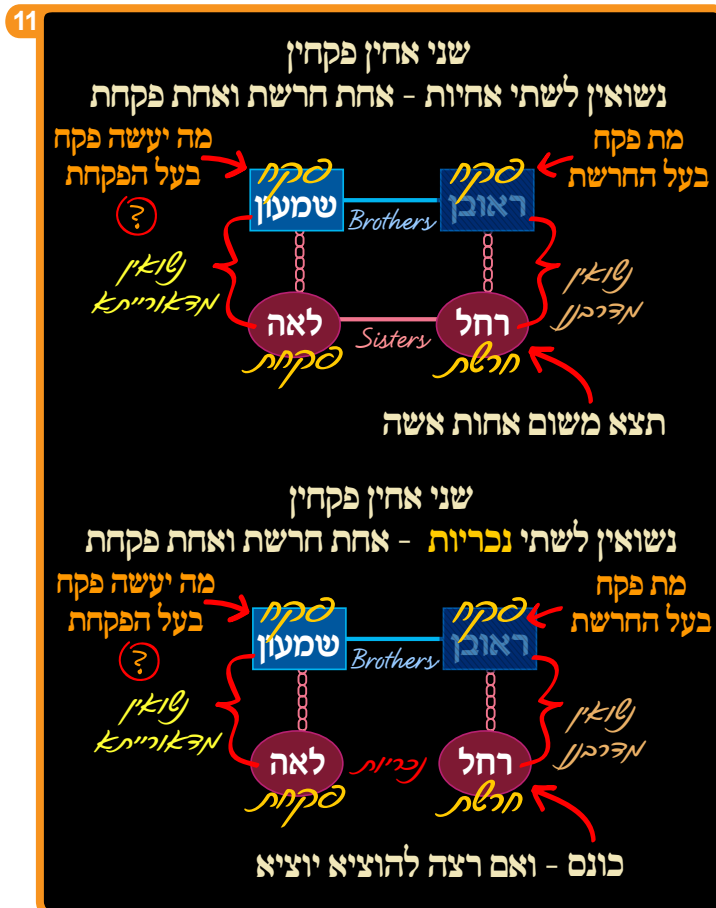 11
שני אחין פקחין
נשואין לשתי אחיות - אחת חרשת ואחת פקחת
מת פקח
בעל החרשת
מה יעשה פקח
בעל הפקחת
?
פקח
ראובן
Brothers
פקח
שמעון
נשואין
מדרבנן
נשואין
מדאורייתא
רחל
חרשת
Sisters
לאה
פקחת
תצא משום אחות אשה
שני אחין פקחין
נשואין לשתי נכריות - אחת חרשת ואחת פקחת
מת פקח
בעל החרשת
מה יעשה פקח
בעל הפקחת
?
פקח
ראובן
Brothers
פקח
שמעון
נשואין
מדרבנן
נשואין
מדאורייתא
רחל
חרשת
נכריות
לאה
פקחת
כונס - ואם רצה להוציא יוציא